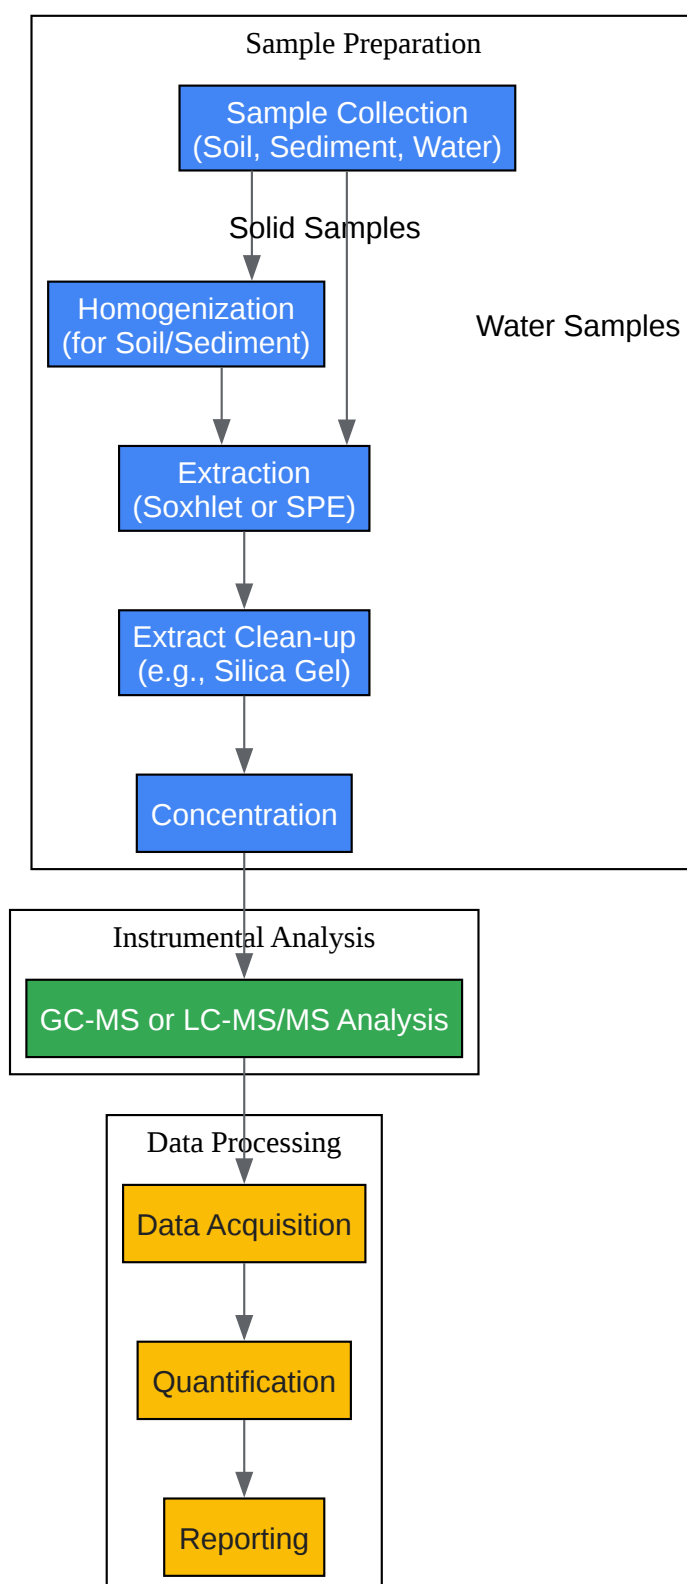 Sample Preparation
Sample Collection
(Soil, Sediment, Water)
Solid Samples
Homogenization
(for Soil/Sediment)
Water Samples
Extraction
(Soxhlet or SPE)
Extract Clean-up
(e.g., Silica Gel)
Concentration
Instrumental Analysis
GC-MS or LC-MS/MS Analysis
Data Processing
Data Acquisition
Quantification
Reporting